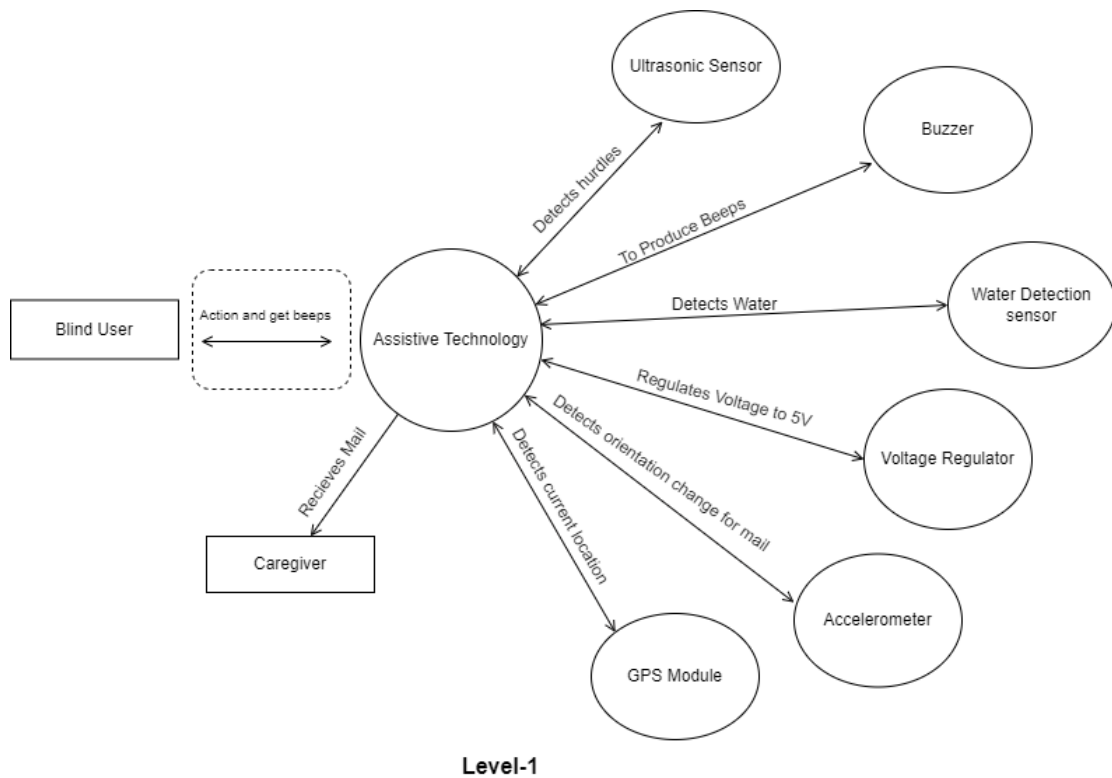 Ultrasonic Sensor
Buzzer
Detects hurdles
To Produce Beeps
Water Detection
sensor
Detects Water
Action and get beeps
Blind User
Assistive Technology
Regulates Voltage to 5V
Voltage Regulator
Detects orientation change for mail
Detects current location
Recieves Mail
Caregiver
Accelerometer
GPS Module
Level-1